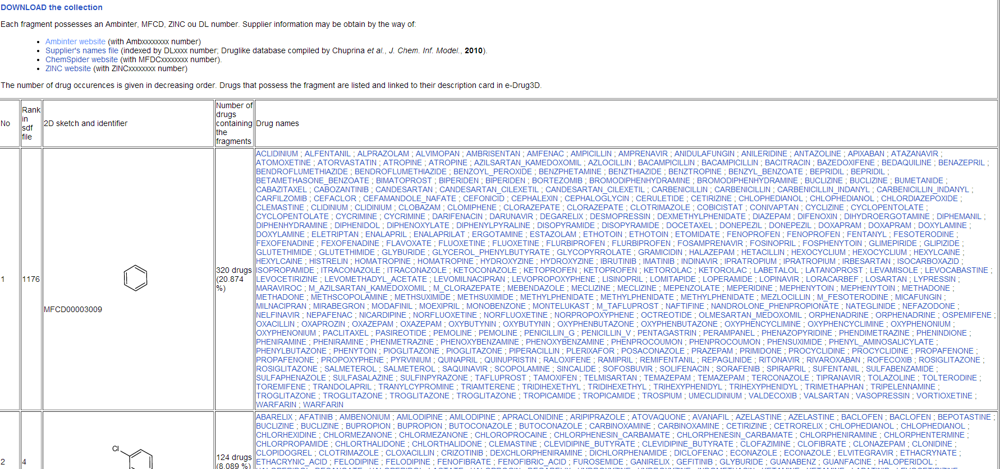 DOWNLOAD the collection
Each fragment possesses an Ambinter, MFCD, ZINC ou DL number. Supplier information may be obtain by the way of:
Ambinter website (with Ambxxxxxxxx number)
Supplier's names file (indexed by DLxxxx number; Druglike database compiled by Chuprina et al., J. Chem. Inf. Model., 2010).
ChemSpider website (with MFDCxxxxxxxx number).
ZINC website (with ZINCxxxxxxxx number)
The number of drug occurences is given in decreasing order. Drugs that possess the fragment are listed and linked to their description card in e-Drug3D.
No
Rank
in
sdf
file
2D sketch and identifier
Number of
drugs
containing
the
fragments
Drug names
1
1176
MFCD00003009
320 drugs
(20.874
%)
ACLIDINIUM ; ALFENTANIL ; ALPRAZOLAM ; ALVIMOPAN ; AMBRISENTAN ; AMFENAC ; AMPICILLIN ; AMPRENAVIR ; ANIDULAFUNGIN ; ANILERIDINE ; ANTAZOLINE ; APIXABAN ; ATAZANAVIR ;
ATOMOXETINE ; ATORVASTATIN ; ATROPINE ; ATROPINE ; AZILSARTAN_KAMEDOXOMIL ; AZLOCILLIN ; BACAMPICILLIN ; BACAMPICILLIN ; BACITRACIN ; BAZEDOXIFENE ; BEDAQUILINE ; BENAZEPRIL ;
BENDROFLUMETHIAZIDE ; BENDROFLUMETHIAZIDE ; BENZOYL_PEROXIDE ; BENZPHETAMINE ; BENZTHIAZIDE ; BENZTROPINE ; BENZYL_BENZOATE ; BEPRIDIL ; BEPRIDIL ;
BETAMETHASONE_BENZOATE ; BIMATOPROST ; BIPERIDEN ; BIPERIDEN ; BORTEZOMIB ; BROMODIPHENHYDRAMINE ; BROMODIPHENHYDRAMINE ; BUCLIZINE ; BUCLIZINE ; BUMETANIDE ;
CABAZITAXEL ; CABOZANTINIB ; CANDESARTAN ; CANDESARTAN_CILEXETIL ; CANDESARTAN_CILEXETIL ; CARBENICILLIN ; CARBENICILLIN ; CARBENICILLIN_INDANYL ; CARBENICILLIN_INDANYL ;
CARFILZOMIB ; CEFACLOR ; CEFAMANDOLE_NAFATE ; CEFONICID ; CEPHALEXIN ; CEPHALOGLYCIN ; CERULETIDE ; CETIRIZINE ; CHLOPHEDIANOL ; CHLOPHEDIANOL ; CHLORDIAZEPOXIDE ;
CLEMASTINE ; CLIDINIUM ; CLIDINIUM ; CLOBAZAM ; CLOMIPHENE ; CLORAZEPATE ; CLORAZEPATE ; CLOTRIMAZOLE ; COBICISTAT ; CONIVAPTAN ; CYCLIZINE ; CYCLOPENTOLATE ;
CYCLOPENTOLATE ; CYCRIMINE ; CYCRIMINE ; DARIFENACIN ; DARUNAVIR ; DEGARELIX ; DESMOPRESSIN ; DEXMETHYLPHENIDATE ; DIAZEPAM ; DIFENOXIN ; DIHYDROERGOTAMINE ; DIPHEMANIL ;
DIPHENHYDRAMINE ; DIPHENIDOL ; DIPHENOXYLATE ; DIPHENYLPYRALINE ; DISOPYRAMIDE ; DISOPYRAMIDE ; DOCETAXEL ; DONEPEZIL ; DONEPEZIL ; DOXAPRAM ; DOXAPRAM ; DOXYLAMINE ;
DOXYLAMINE ; ELETRIPTAN ; ENALAPRIL ; ENALAPRILAT ; ERGOTAMINE ; ESTAZOLAM ; ETHOTOIN ; ETHOTOIN ; ETOMIDATE ; FENOPROFEN ; FENOPROFEN ; FENTANYL ; FESOTERODINE ;
FEXOFENADINE ; FEXOFENADINE ; FLAVOXATE ; FLUOXETINE ; FLUOXETINE ; FLURBIPROFEN ; FLURBIPROFEN ; FOSAMPRENAVIR ; FOSINOPRIL ; FOSPHENYTOIN ; GLIMEPIRIDE ; GLIPIZIDE ;
GLUTETHIMIDE ; GLUTETHIMIDE ; GLYBURIDE ; GLYCEROL_PHENYLBUTYRATE ; GLYCOPYRROLATE ; GRAMICIDIN ; HALAZEPAM ; HETACILLIN ; HEXOCYCLIUM ; HEXOCYCLIUM ; HEXYLCAINE ;
HEXYLCAINE ; HISTRELIN ; HOMATROPINE ; HOMATROPINE ; HYDROXYZINE ; HYDROXYZINE ; IBRUTINIB ; IMATINIB ; INDINAVIR ; IPRATROPIUM ; IPRATROPIUM ; IRBESARTAN ; ISOCARBOXAZID ;
ISOPROPAMIDE ; ITRACONAZOLE ; ITRACONAZOLE ; KETOCONAZOLE ; KETOPROFEN ; KETOPROFEN ; KETOROLAC ; KETOROLAC ; LABETALOL ; LATANOPROST ; LEVAMISOLE ; LEVOCABASTINE ;
LEVOCETIRIZINE ; LEVOMETHADYL_ACETATE ; LEVOMILNACIPRAN ; LEVOPROPOXYPHENE ; LISINOPRIL ; LOMITAPIDE ; LOPERAMIDE ; LOPINAVIR ; LORACARBEF ; LOSARTAN ; LYPRESSIN ;
MARAVIROC ; M_AZILSARTAN_KAMEDOXOMIL ; M_CLORAZEPATE ; MEBENDAZOLE ; MECLIZINE ; MECLIZINE ; MEPENZOLATE ; MEPERIDINE ; MEPHENYTOIN ; MEPHENYTOIN ; METHADONE ;
METHADONE ; METHSCOPOLAMINE ; METHSUXIMIDE ; METHSUXIMIDE ; METHYLPHENIDATE ; METHYLPHENIDATE ; METHYLPHENIDATE ; MEZLOCILLIN ; M_FESOTERODINE ; MICAFUNGIN ;
MILNACIPRAN ; MIRABEGRON ; MODAFINIL ; MOEXIPRIL ; MONOBENZONE ; MONTELUKAST ; M_TAFLUPROST ; NAFTIFINE ; NANDROLONE_PHENPROPIONATE ; NATEGLINIDE ; NEFAZODONE ;
NELFINAVIR ; NEPAFENAC ; NICARDIPINE ; NORFLUOXETINE ; NORFLUOXETINE ; NORPROPOXYPHENE ; OCTREOTIDE ; OLMESARTAN_MEDOXOMIL ; ORPHENADRINE ; ORPHENADRINE ; OSPEMIFENE ;
OXACILLIN ; OXAPROZIN ; OXAZEPAM ; OXAZEPAM ; OXYBUTYNIN ; OXYBUTYNIN ; OXYPHENBUTAZONE ; OXYPHENBUTAZONE ; OXYPHENCYCLIMINE ; OXYPHENCYCLIMINE ; OXYPHENONIUM ;
OXYPHENONIUM ; PACLITAXEL ; PASIREOTIDE ; PEMOLINE ; PEMOLINE ; PENICILLIN_G ; PENICILLIN_V ; PENTAGASTRIN ; PERAMPANEL ; PHENAZOPYRIDINE ; PHENDIMETRAZINE ; PHENINDIONE ;
PHENIRAMINE ; PHENIRAMINE ; PHENMETRAZINE ; PHENOXYBENZAMINE ; PHENOXYBENZAMINE ; PHENPROCOUMON ; PHENPROCOUMON ; PHENSUXIMIDE ; PHENYL_AMINOSALICYLATE ;
PHENYLBUTAZONE ; PHENYTOIN ; PIOGLITAZONE ; PIOGLITAZONE ; PIPERACILLIN ; PLERIXAFOR ; POSACONAZOLE ; PRAZEPAM ; PRIMIDONE ; PROCYCLIDINE ; PROCYCLIDINE ; PROPAFENONE ;
PROPAFENONE ; PROPOXYPHENE ; PYRVINIUM ; QUINAPRIL ; QUINUPRISTIN ; RALOXIFENE ; RAMIPRIL ; REMIFENTANIL ; REPAGLINIDE ; RITONAVIR ; RIVAROXABAN ; ROFECOXIB ; ROSIGLITAZONE ;
ROSIGLITAZONE ; SALMETEROL ; SALMETEROL ; SAQUINAVIR ; SCOPOLAMINE ; SINCALIDE ; SOFOSBUVIR ; SOLIFENACIN ; SORAFENIB ; SPIRAPRIL ; SUFENTANIL ; SULFABENZAMIDE ;
SULFAPHENAZOLE ; SULFASALAZINE ; SULFINPYRAZONE ; TAFLUPROST ; TAMOXIFEN ; TELMISARTAN ; TEMAZEPAM ; TEMAZEPAM ; TERCONAZOLE ; TIPRANAVIR ; TOLAZOLINE ; TOLTERODINE ;
TOREMIFENE ; TRANDOLAPRIL ; TRANYLCYPROMINE ; TRIAMTERENE ; TRIDIHEXETHYL ; TRIDIHEXETHYL ; TRIHEXYPHENIDYL ; TRIHEXYPHENIDYL ; TRIMETHAPHAN ; TRIPELENNAMINE ;
TROGLITAZONE ; TROGLITAZONE ; TROGLITAZONE ; TROGLITAZONE ; TROPICAMIDE ; TROPICAMIDE ; TROSPIUM ; UMECLIDINIUM ; VALDECOXIB ; VALSARTAN ; VASOPRESSIN ; VORTIOXETINE ;
WARFARIN ; WARFARIN
2
4
Cl
124 drugs
(8.089 %)
ABARELIX ; AFATINIB ; AMBENONIUM ; AMLODIPINE ; AMLODIPINE ; APRACLONIDINE ; ARIPIPRAZOLE ; ATOVAQUONE ; AVANAFIL ; AZELASTINE ; AZELASTINE ; BACLOFEN ; BACLOFEN ; BEPOTASTINE ;
BUCLIZINE ; BUCLIZINE ; BUPROPION ; BUPROPION ; BUTOCONAZOLE ; BUTOCONAZOLE ; CARBINOXAMINE ; CARBINOXAMINE ; CETIRIZINE ; CETRORELIX ; CHLOPHEDIANOL ; CHLOPHEDIANOL ;
CHLORHEXIDINE ; CHLORMEZANONE ; CHLORMEZANONE ; CHLOROPROCAINE ; CHLORPHENESIN_CARBAMATE ; CHLORPHENESIN_CARBAMATE ; CHLORPHENIRAMINE ; CHLORPHENTERMINE ;
CHLORPROPAMIDE ; CHLORTHALIDONE ; CHLORTHALIDONE ; CLEMASTINE ; CLEVIDIPINE_BUTYRATE ; CLEVIDIPINE_BUTYRATE ; CLOFAZIMINE ; CLOFIBRATE ; CLONAZEPAM ; CLONIDINE ;
CLOPIDOGREL ; CLOTRIMAZOLE ; CLOXACILLIN ; CRIZOTINIB ; DEXCHLORPHENIRAMINE ; DICHLORPHENAMIDE ; DICLOFENAC ; ECONAZOLE ; ECONAZOLE ; ELVITEGRAVIR ; ETHACRYNATE ;
ETHACRYNIC_ACID ; FELODIPINE ; FELODIPINE ; FENOFIBRATE ; FENOFIBRIC_ACID ; FUROSEMIDE ; GANIRELIX ; GEFITINIB ; GLYBURIDE ; GUANABENZ ; GUANFACINE ; HALOPERIDOL ;